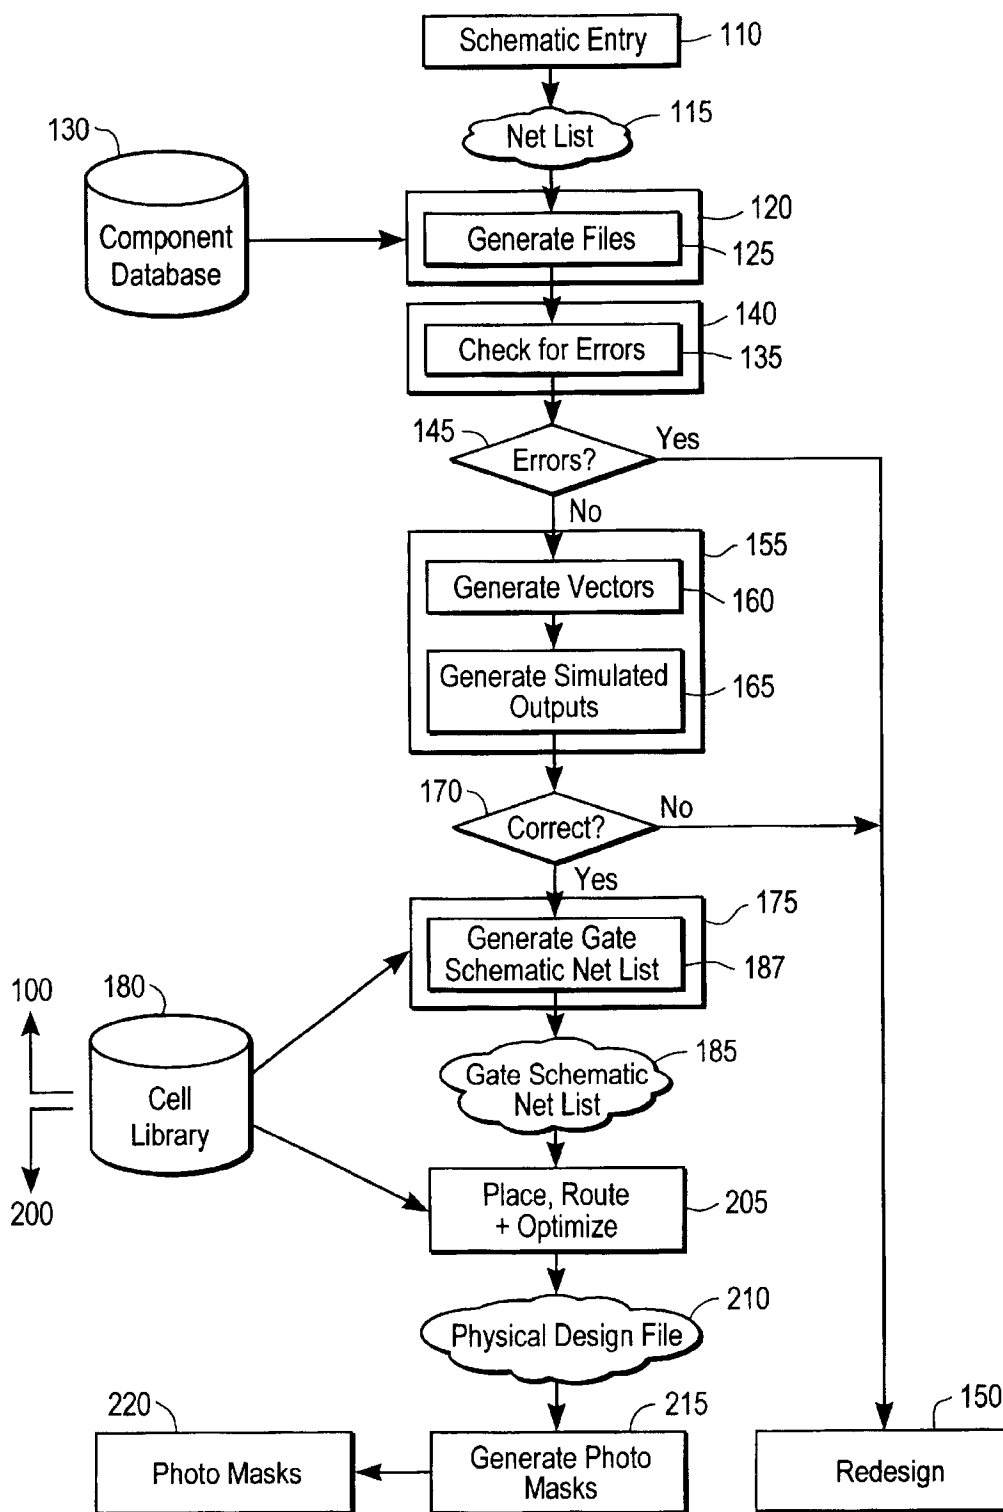 Schematic Entry
110
Net List
115
130
Component
Database
120
Generate Files
125
140
Check for Errors
135
145
Errors?
Yes
No
155
Generate Vectors
160
Generate Simulated
Outputs
165
170
Correct?
No
Yes
175
Generate Gate
Schematic Net List
187
100
180
Cell
Library
200
185
Gate Schematic
Net List
Place, Route
+ Optimize
205
210
Physical Design File
220
Photo Masks
215
Generate Photo
Masks
150
Redesign